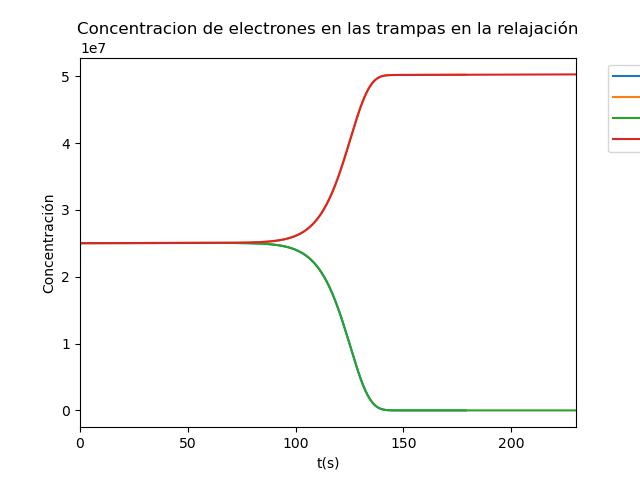 Concentracion de electrones en las trampas en la relajación
1e7
5
4
3
2
1
0
Concentración
0 50 100 150 200
t(s)